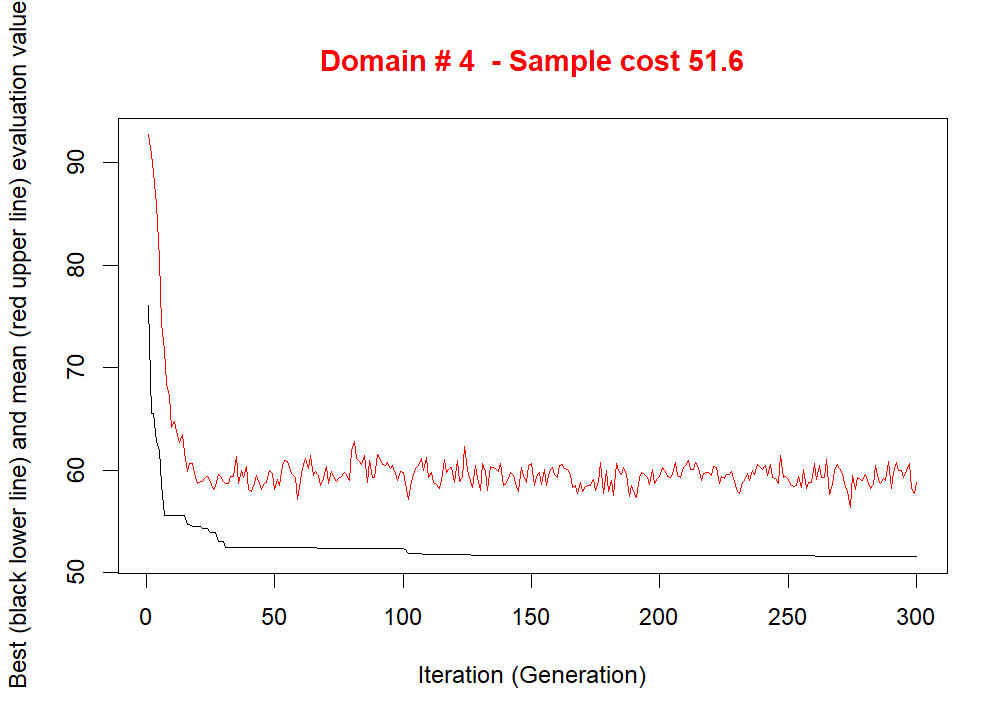 Domain # 4  - Sample cost 51.6
Best (black lower line) and mean (red upper line) evaluation value
90
80
70
60
50
0 50 100 150 200 250 300
Iteration (Generation)